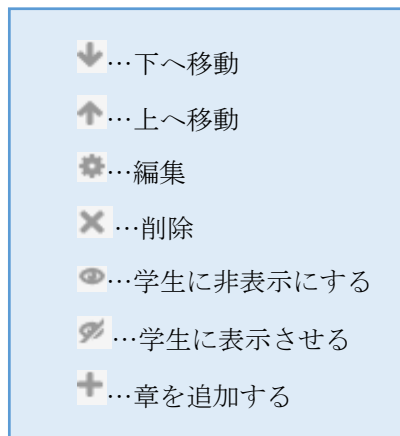 …下へ移動
…上へ移動
…編集
…削除
…学生に非表示にする
…学生に表示させる
…章を追加する